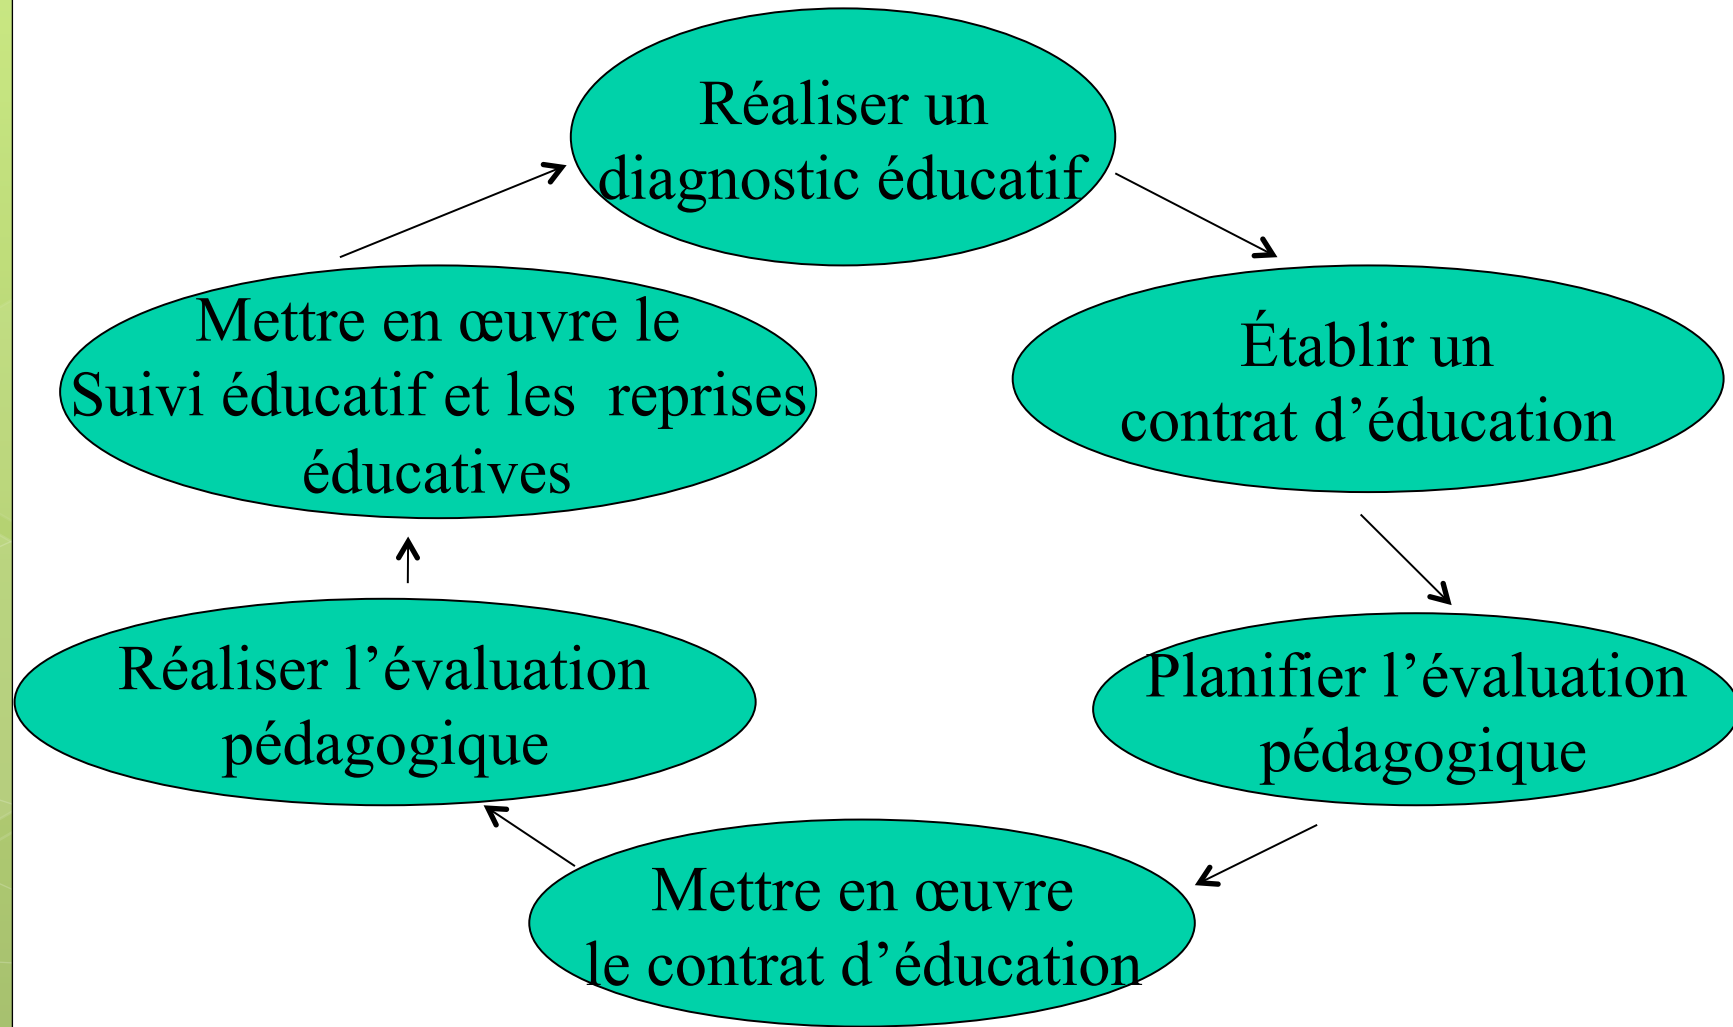 Réaliser un
diagnostic éducatif
Établir un
contrat d’éducation
Planifier l’évaluation
pédagogique
Mettre en œuvre
le contrat d’éducation
Réaliser l’évaluation
pédagogique
Mettre en œuvre le
Suivi éducatif et les  reprises
éducatives